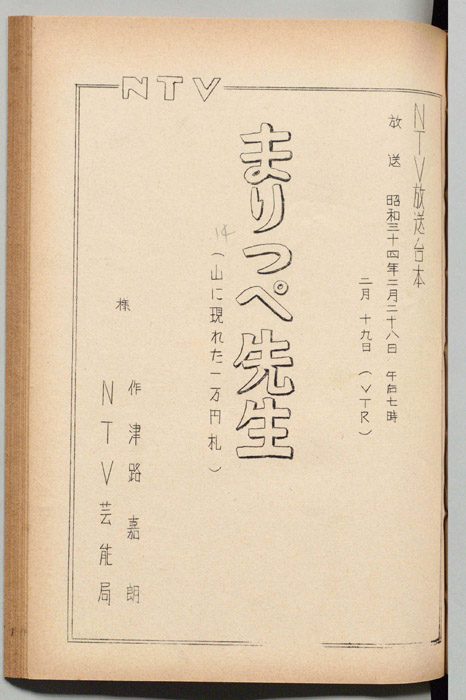 NTV
NTV放送台本
放送 昭和三十四年二月二十八日 午后七時
二月十九日(VTR)
まりっぺ先生
14
(山に現れた一万円札)
様
作 津路嘉朗
NTV芸能局